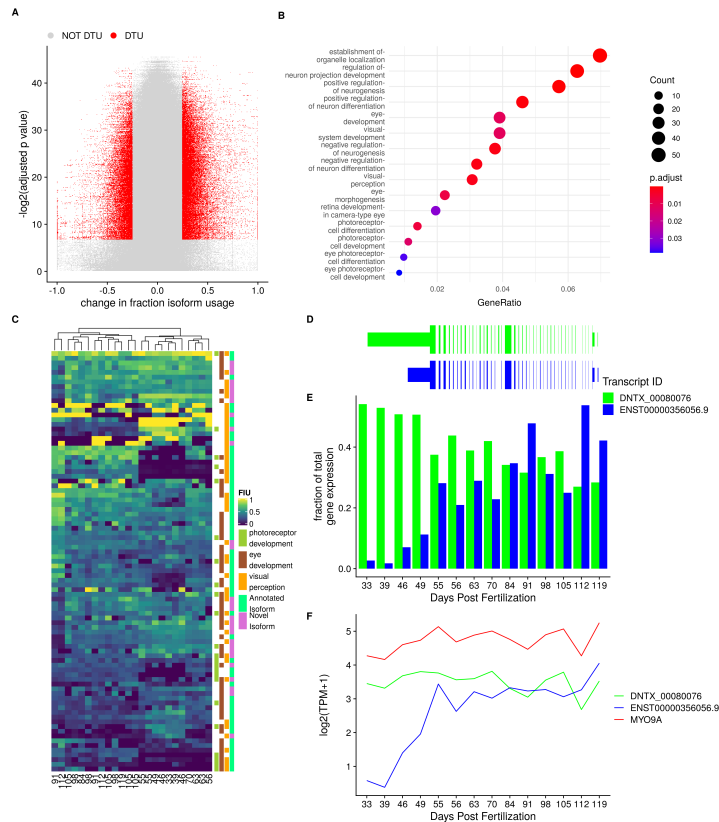 A
NOT DTU
DTU
-log2(adjusted p value)
40
30
20
10
0
-1.0
-0.5
0.0
0.5
1.0
change in fraction isoform usage
B
establishment of-
organelle localization
regulation of-
neuron projection development
positive regulation-
of neurogenesis
positive regulation-
of neuron differentiation
eye-
development
visual-
system development
negative regulation-
of neurogenesis
negative regulation-
of neuron differentiation
visual-
perception
eye-
morphogenesis
retina development-
in camera-type eye
photoreceptor-
cell differentiation
photoreceptor-
cell development
eye photoreceptor-
cell differentiation
eye photoreceptor-
cell development
0.02
0.04
0.06
GeneRatio
Count
10
20
30
40
50
p.adjust
0.01
0.02
0.03
C
FIU
1
0.5
0
photoreceptor
development
eye
development
visual
perception
Annotated
Isoform
Novel
Isoform
D
Transcript ID
DNTX_00080076
ENST00000356056.9
E
fraction of total
gene expression
0.4
0.2
0.0
33 39 46 49 55 56 63 70 84 91 98 105 112 119
Days Post Fertilization
F
log2(TPM+1)
5
4
3
2
1
33 39 46 49 55 56 63 70 84 91 98 105 112 119
Days Post Fertilization
DNTX_00080076
ENST00000356056.9
MYO9A